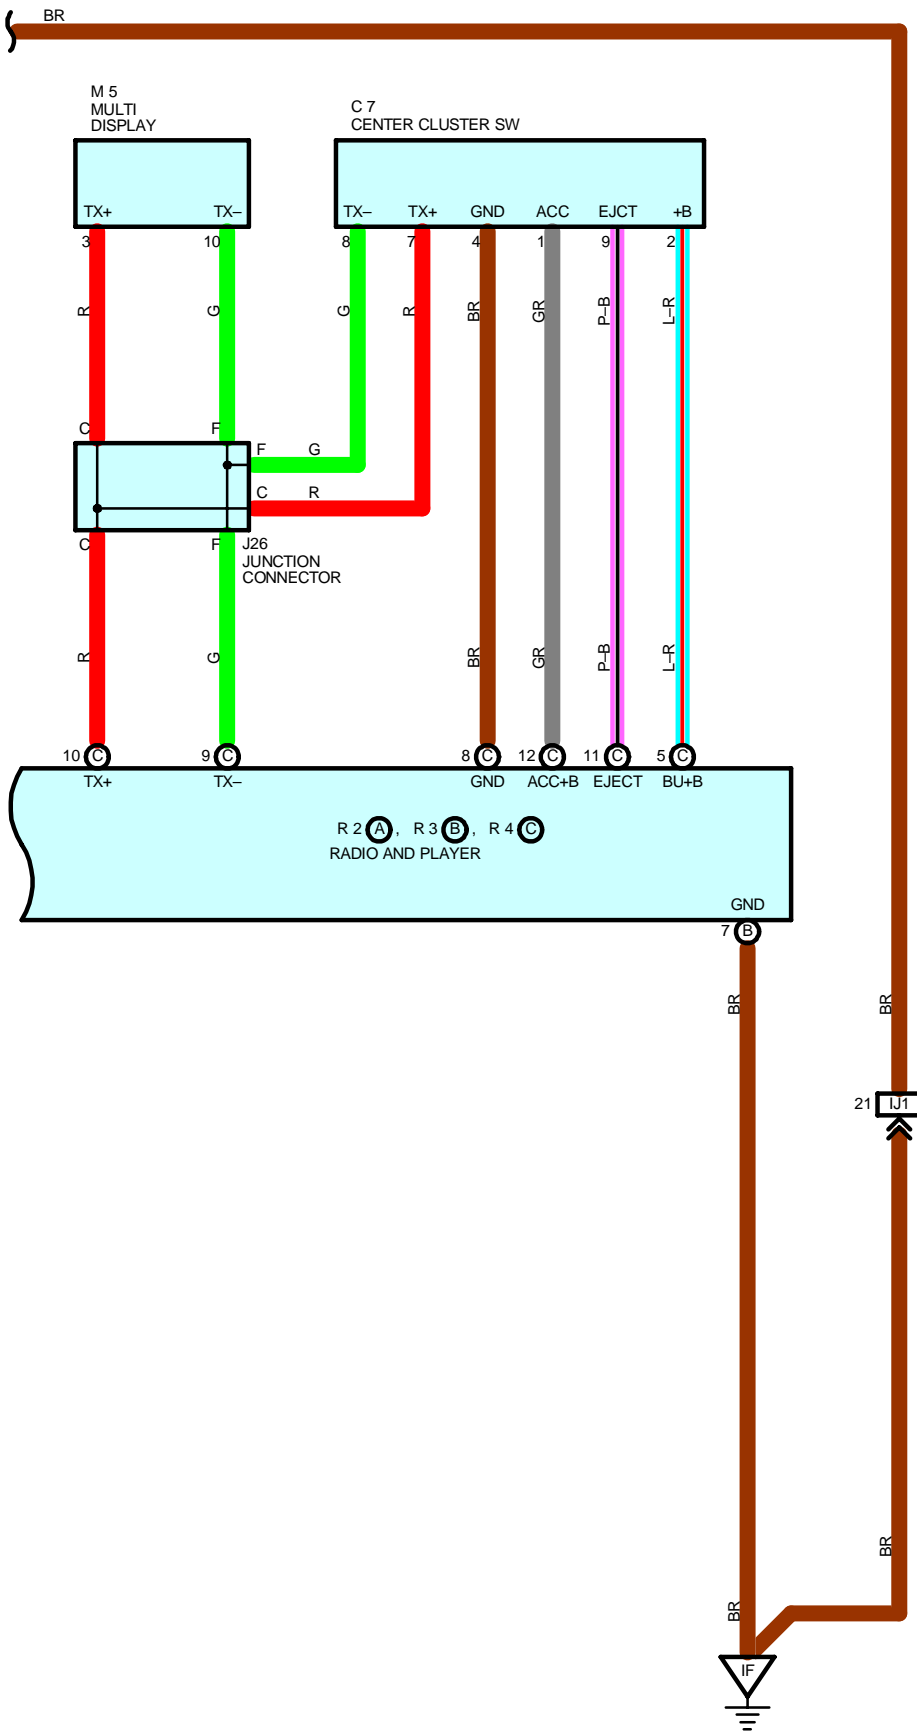 BR
M 5
MULTI
DISPLAY
C 7
CENTER CLUSTER SW
TX+ TX– TX– TX+ GND ACC EJCT +B
3 10 8 7 4 1 9 2
R G G R BR GR P–B L–R
C F
F G
C R
C F
J26
JUNCTION
CONNECTOR
R G BR GR P–B L–R
10 C 9 C 8 C 12 C 11 C 5 C
TX+ TX– GND ACC+B EJECT BU+B
R 2 A , R 3 B , R 4 C
RADIO AND PLAYER
GND
7 B
BR BR
21 IJ1
BR
BR
IF